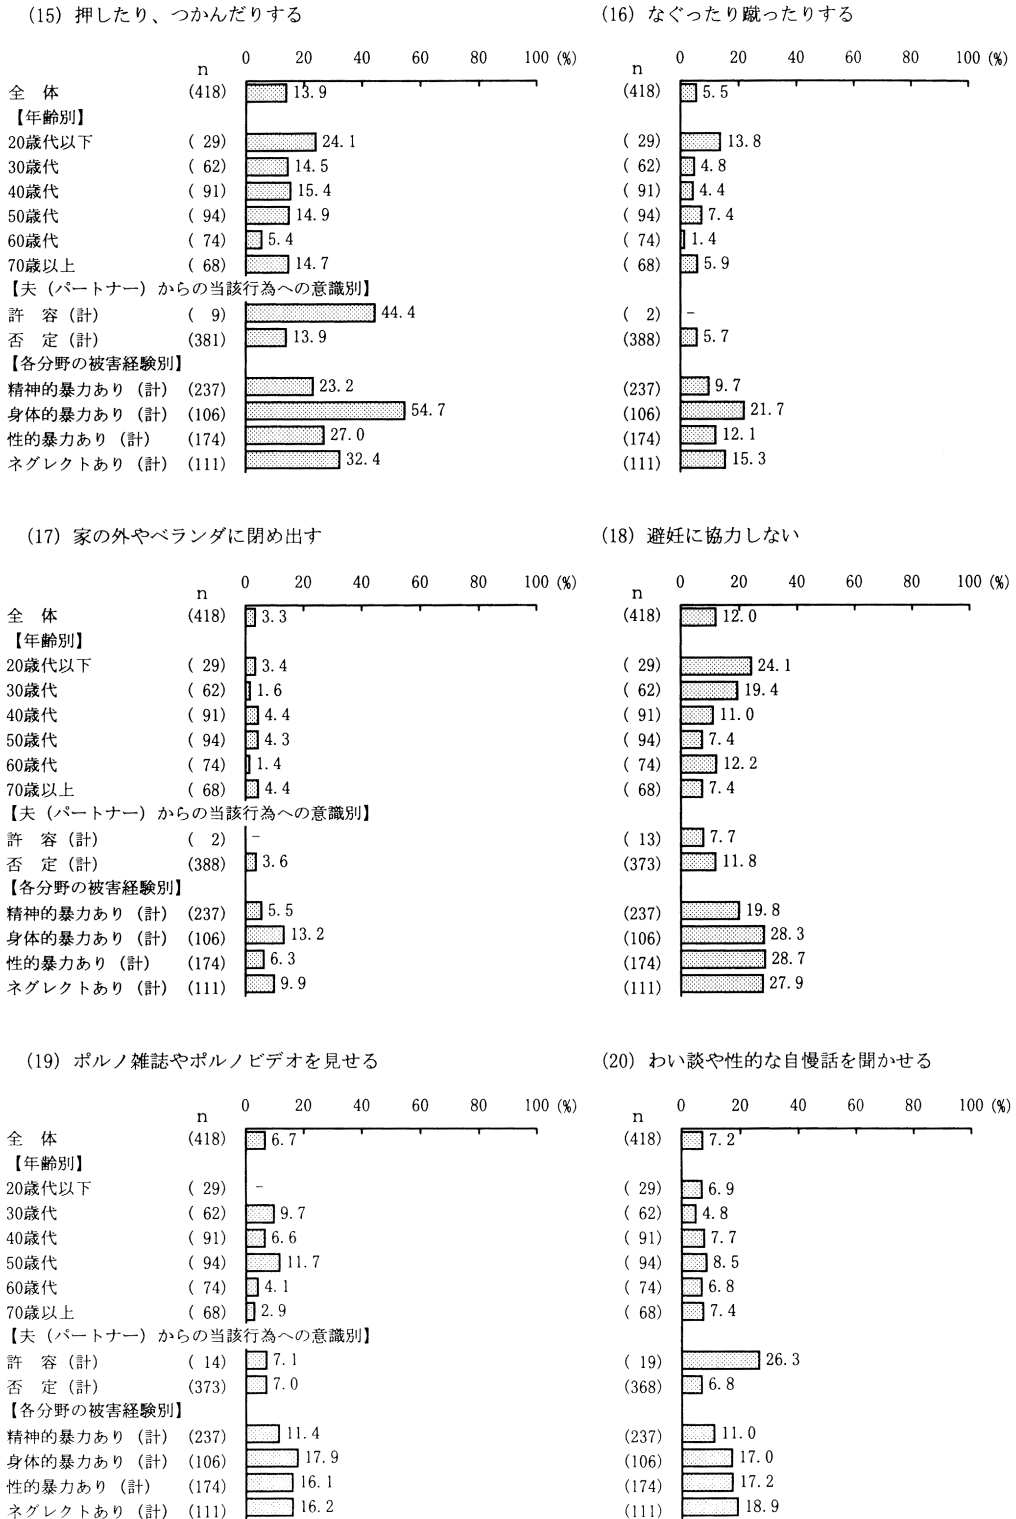 (15) 押したり、つかんだりする
n
0 20 40 60 80 100 (%)
全 体 (418) 13.9
【年齢別】
20歳代以下 ( 29) 24.1
30歳代 ( 62) 14.5
40歳代 ( 91) 15.4
50歳代 ( 94) 14.9
60歳代 ( 74) 5.4
70歳以上 ( 68) 14.7
【夫（パートナー）からの当該行為への意識別】
許 容（計） ( 9) 44.4
否 定（計） (381) 13.9
【各分野の被害経験別】
精神的暴力あり（計） (237) 23.2
身体的暴力あり（計） (106) 54.7
性的暴力あり（計） (174) 27.0
ネグレクトあり（計） (111) 32.4
(16) なぐったり蹴ったりする
n
0 20 40 60 80 100 (%)
(418) 5.5
( 29) 13.8
( 62) 4.8
( 91) 4.4
( 94) 7.4
( 74) 1.4
( 68) 5.9
( 2) -
(388) 5.7
(237) 9.7
(106) 21.7
(174) 12.1
(111) 15.3
(17) 家の外やベランダに閉め出す
n
0 20 40 60 80 100 (%)
全 体 (418) 3.3
【年齢別】
20歳代以下 ( 29) 3.4
30歳代 ( 62) 1.6
40歳代 ( 91) 4.4
50歳代 ( 94) 4.3
60歳代 ( 74) 1.4
70歳以上 ( 68) 4.4
【夫（パートナー）からの当該行為への意識別】
許 容（計） ( 2) -
否 定（計） (388) 3.6
【各分野の被害経験別】
精神的暴力あり（計） (237) 5.5
身体的暴力あり（計） (106) 13.2
性的暴力あり（計） (174) 6.3
ネグレクトあり（計） (111) 9.9
(18) 避妊に協力しない
n
0 20 40 60 80 100 (%)
(418) 12.0
( 29) 24.1
( 62) 19.4
( 91) 11.0
( 94) 7.4
( 74) 12.2
( 68) 7.4
( 13) 7.7
(373) 11.8
(237) 19.8
(106) 28.3
(174) 28.7
(111) 27.9
(19) ポルノ雑誌やポルノビデオを見せる
n
0 20 40 60 80 100 (%)
全 体 (418) 6.7
【年齢別】
20歳代以下 ( 29) -
30歳代 ( 62) 9.7
40歳代 ( 91) 6.6
50歳代 ( 94) 11.7
60歳代 ( 74) 4.1
70歳以上 ( 68) 2.9
【夫（パートナー）からの当該行為への意識別】
許 容（計） ( 14) 7.1
否 定（計） (373) 7.0
【各分野の被害経験別】
精神的暴力あり（計） (237) 11.4
身体的暴力あり（計） (106) 17.9
性的暴力あり（計） (174) 16.1
ネグレクトあり（計） (111) 16.2
(20) わい談や性的な自慢話を聞かせる
n
0 20 40 60 80 100 (%)
(418) 7.2
( 29) 6.9
( 62) 4.8
( 91) 7.7
( 94) 8.5
( 74) 6.8
( 68) 7.4
( 19) 26.3
(368) 6.8
(237) 11.0
(106) 17.0
(174) 17.2
(111) 18.9